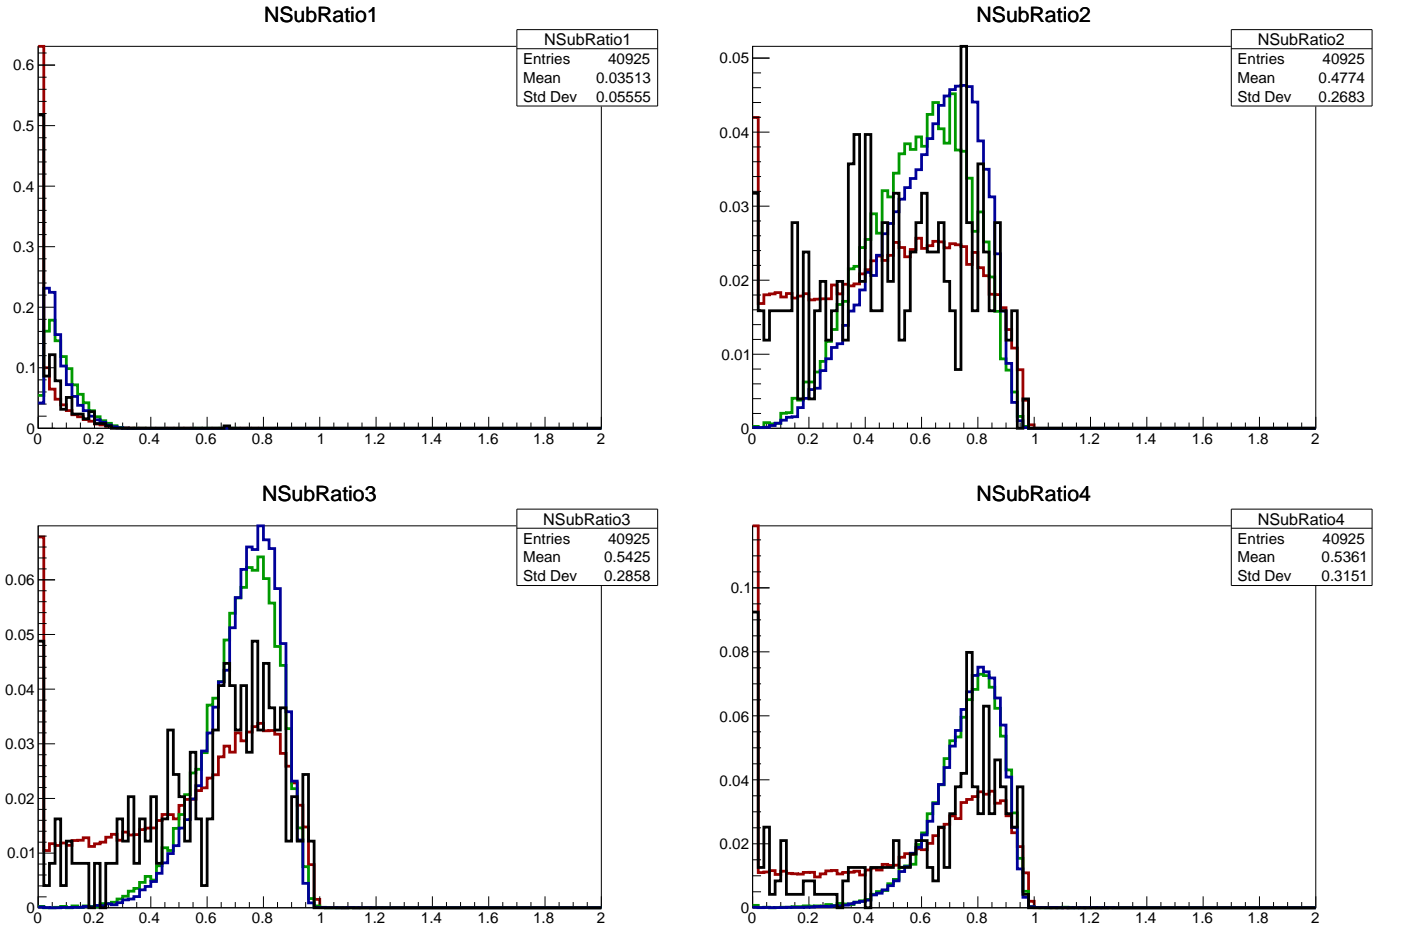 NSubRatio1
NSubRatio1
Entries 40925
Mean 0.03513
Std Dev 0.05555
0.6
0.5
0.4
0.3
0.2
0.1
0
0 0.2 0.4 0.6 0.8 1 1.2 1.4 1.6 1.8 2
NSubRatio2
NSubRatio2
Entries 40925
Mean 0.4774
Std Dev 0.2683
0.05
0.04
0.03
0.02
0.01
0
0 0.2 0.4 0.6 0.8 1 1.2 1.4 1.6 1.8 2
NSubRatio3
NSubRatio3
Entries 40925
Mean 0.5425
Std Dev 0.2858
0.06
0.05
0.04
0.03
0.02
0.01
0
0 0.2 0.4 0.6 0.8 1 1.2 1.4 1.6 1.8 2
NSubRatio4
NSubRatio4
Entries 40925
Mean 0.5361
Std Dev 0.3151
0.1
0.08
0.06
0.04
0.02
0
0 0.2 0.4 0.6 0.8 1 1.2 1.4 1.6 1.8 2